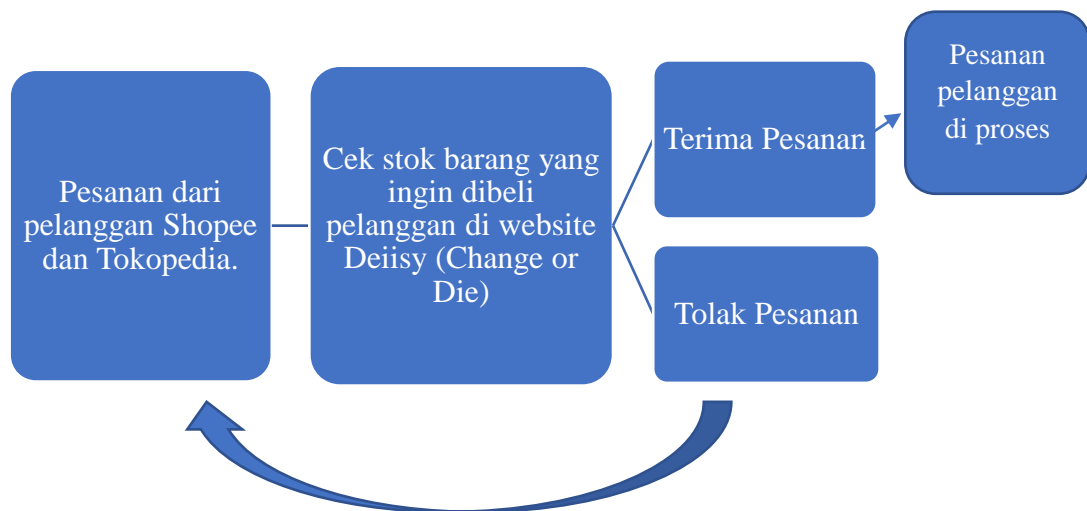 Pesanan dari
pelanggan Shopee
dan Tokopedia.
Cek stok barang yang
ingin dibeli
pelanggan di website
Deiisy (Change or
Die)
Terima Pesanan
Tolak Pesanan
Pesanan
pelanggan
di proses